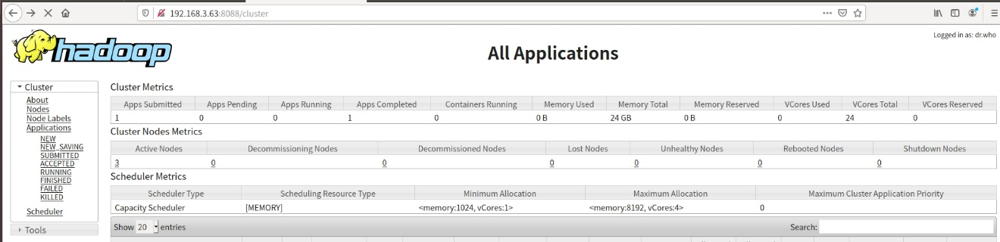 192.168.3.63:8088/cluster
Logged in as: dr.who
hadoop
All Applications
Cluster
About
Nodes
Node Labels
Applications
NEW
NEW_SAVING
SUBMITTED
ACCEPTED
RUNNING
FINISHED
FAILED
KILLED
Scheduler
Tools
Cluster Metrics
Apps Submitted Apps Pending Apps Running Apps Completed Containers Running Memory Used Memory Total Memory Reserved VCores Used VCores Total VCores Reserved
1 0 0 1 0 0 B 24 GB 0 B 0 24 0
Cluster Nodes Metrics
Active Nodes Decommissioning Nodes Decommissioned Nodes Lost Nodes Unhealthy Nodes Rebooted Nodes Shutdown Nodes
3 0 0 0 0 0 0
Scheduler Metrics
Scheduler Type Scheduling Resource Type Minimum Allocation Maximum Allocation Maximum Cluster Application Priority
Capacity Scheduler [MEMORY] <memory:1024, vCores:1> <memory:8192, vCores:4> 0
Show 20 entries Search: